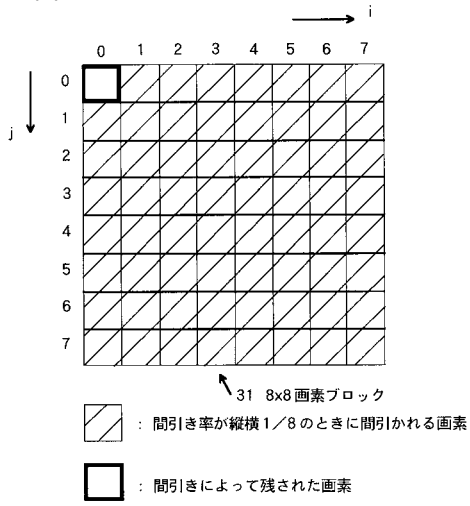 i
0 1 2 3 4 5 6 7
j
0
1
2
3
4
5
6
7
31 8x8画素ブロック
: 間引き率が縦横1/8のときに間引かれる画素
: 間引きによって残された画素